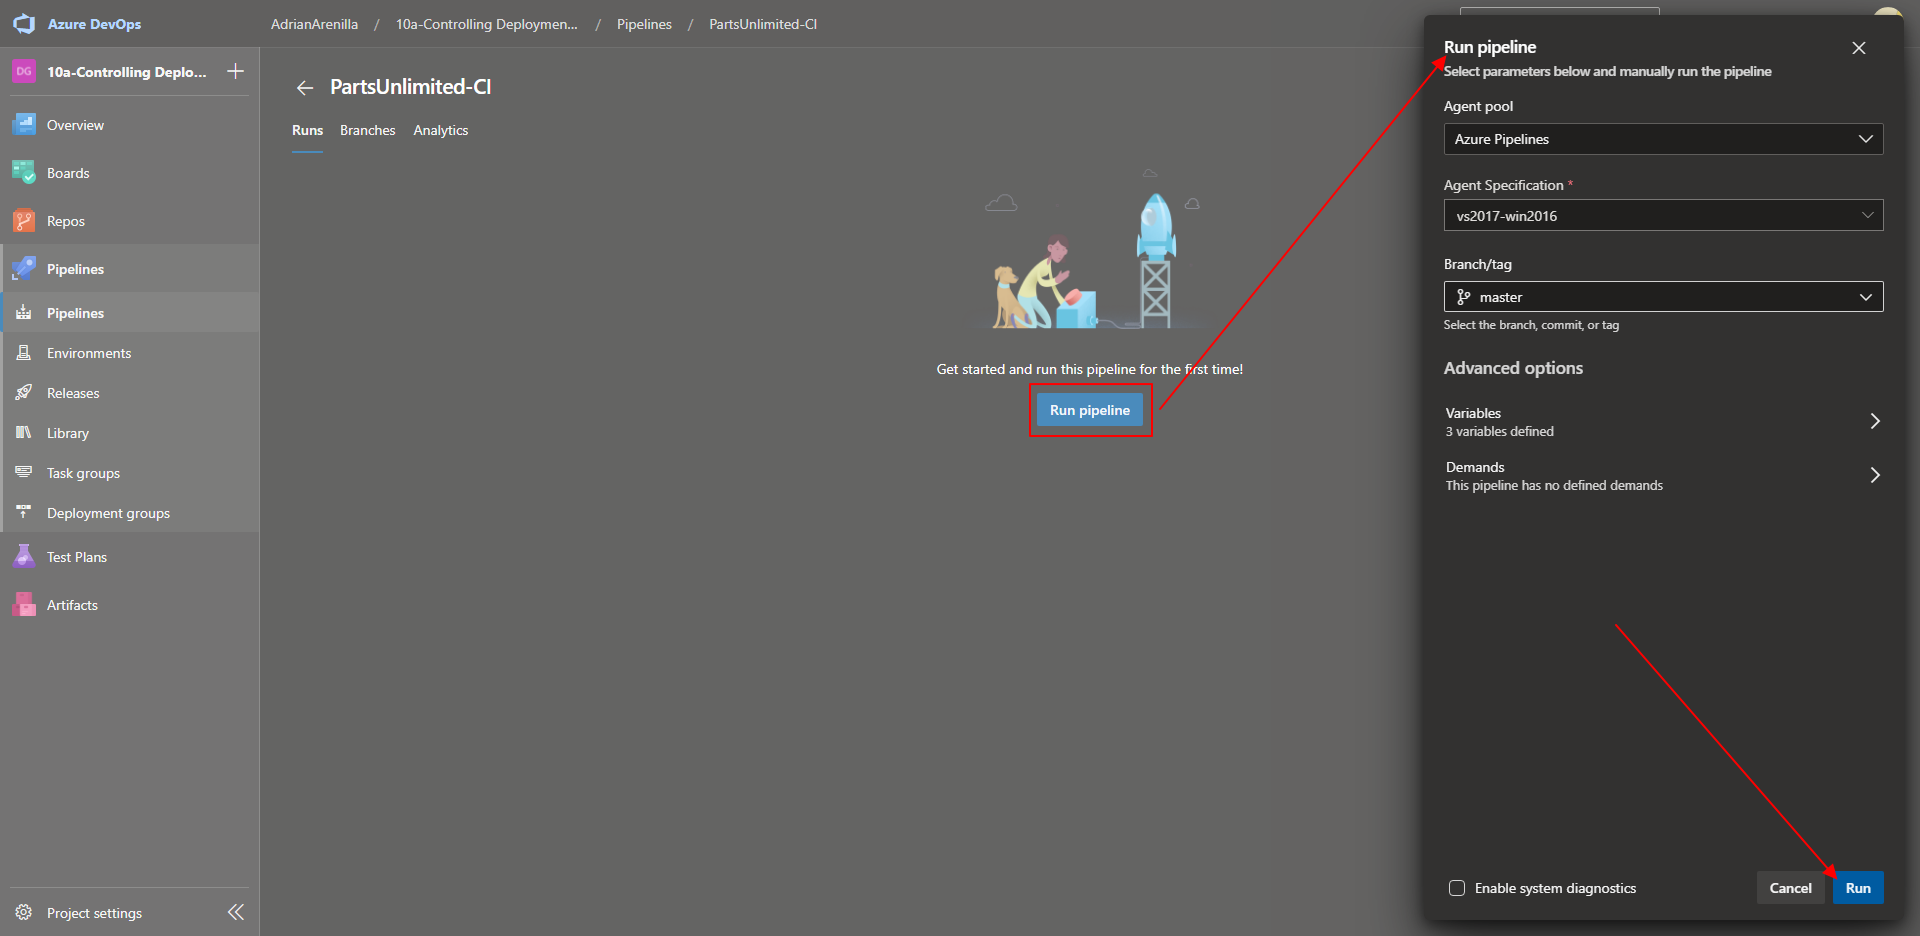 Azure DevOps
AdrianArenilla / 10a-Controlling Deploymen... / Pipelines / PartsUnlimited-CI
DG
10a-Controlling Deplo...
Overview
Boards
Repos
Pipelines
Pipelines
Environments
Releases
Library
Task groups
Deployment groups
Test Plans
Artifacts
Project settings
PartsUnlimited-CI
Runs Branches Analytics
Get started and run this pipeline for the first time!
Run pipeline
Run pipeline
Select parameters below and manually run the pipeline
Agent pool
Azure Pipelines
Agent Specification *
vs2017-win2016
Branch/tag
master
Select the branch, commit, or tag
Advanced options
Variables
3 variables defined
Demands
This pipeline has no defined demands
Enable system diagnostics
Cancel
Run